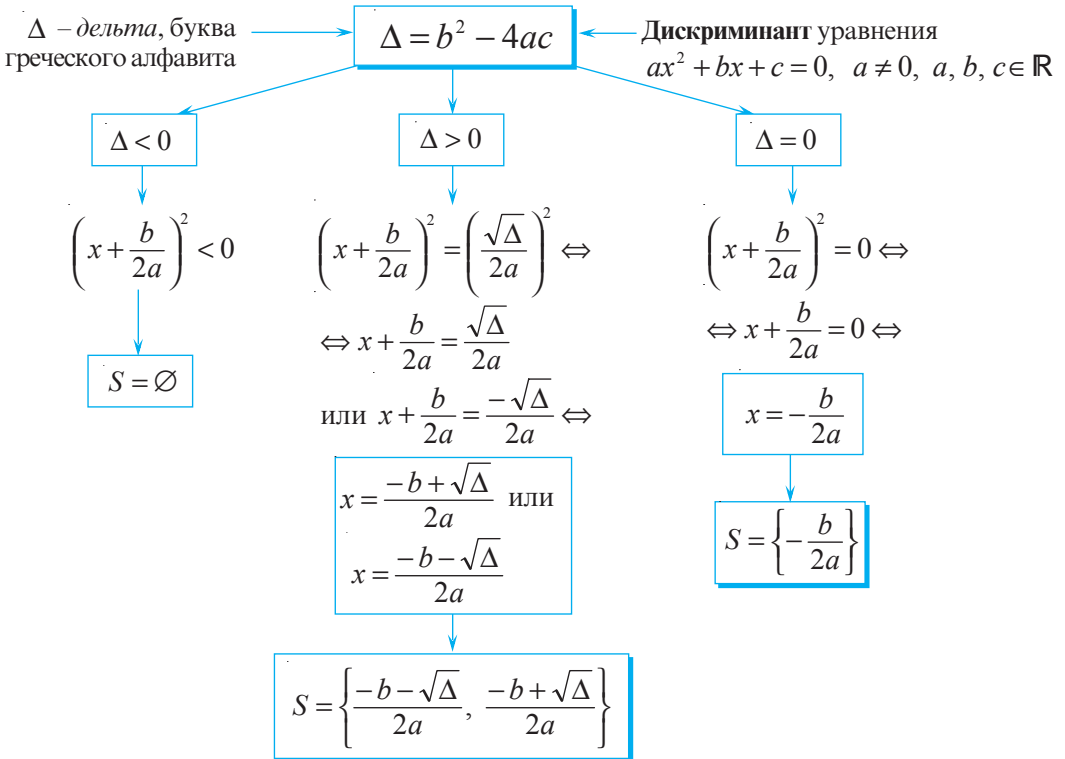 Δ – дельта, буква
греческого алфавита
Δ = b² − 4ac
Дискриминант уравнения
ax² + bx + c = 0, a ≠ 0, a, b, c ∈ ℝ
Δ < 0
(x + b/2a)² < 0
S = ∅
Δ > 0
(x + b/2a)² = (√Δ/2a)² ⇔
⇔ x + b/2a = √Δ/2a
или x + b/2a = −√Δ/2a ⇔
x = (−b + √Δ)/2a или
x = (−b − √Δ)/2a
S = {(−b − √Δ)/2a, (−b + √Δ)/2a}
Δ = 0
(x + b/2a)² = 0 ⇔
⇔ x + b/2a = 0 ⇔
x = −b/2a
S = {−b/2a}